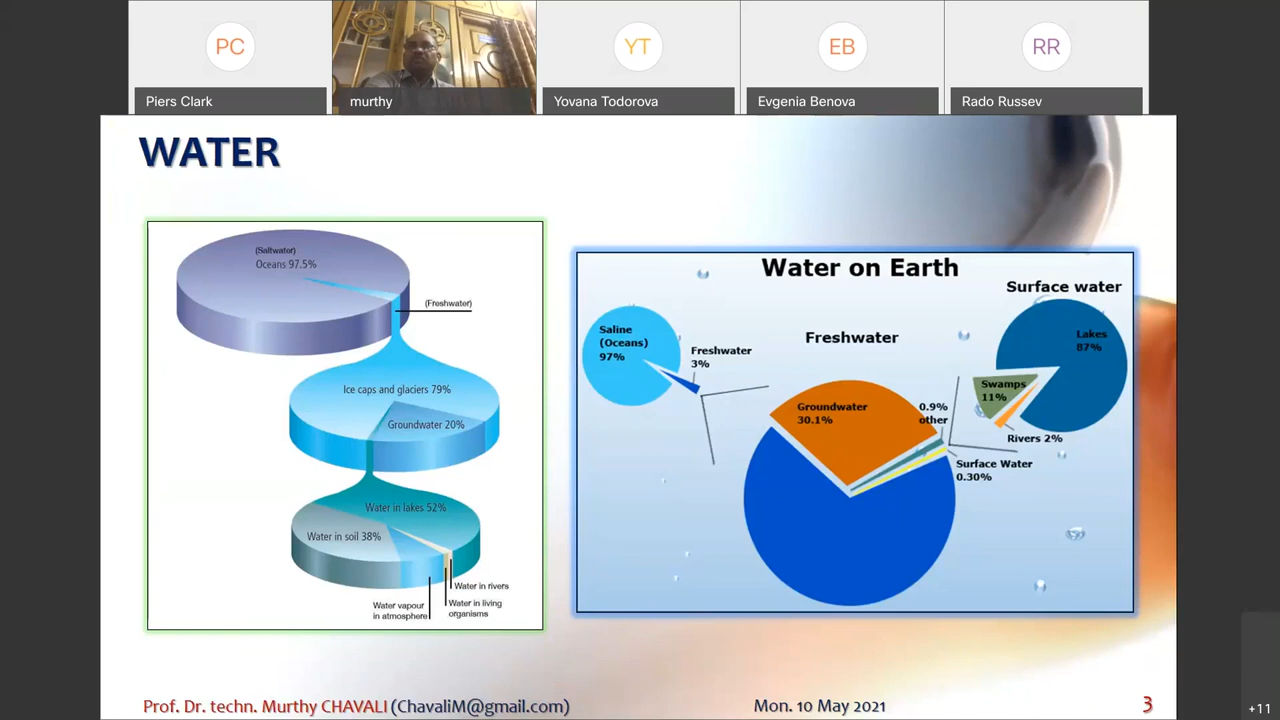 PC
YT
EB
RR
Piers Clark
murthy
Yovana Todorova
Evgenia Benova
Rado Russev
WATER
(Saltwater)
Oceans 97.5%
(Freshwater)
Ice caps and glaciers 79%
Groundwater 20%
Water in lakes 52%
Water in soil 38%
Water in rivers
Water vapour
in atmosphere
Water in living
organisms
Water on Earth
Surface water
Saline
(Oceans)
97%
Freshwater
3%
Freshwater
Lakes
87%
Swamps
11%
Rivers 2%
Groundwater
30.1%
0.9%
other
Surface Water
0.30%
Prof. Dr. techn. Murthy CHAVALI (ChavaliM@gmail.com)
Mon. 10 May 2021
3
+11